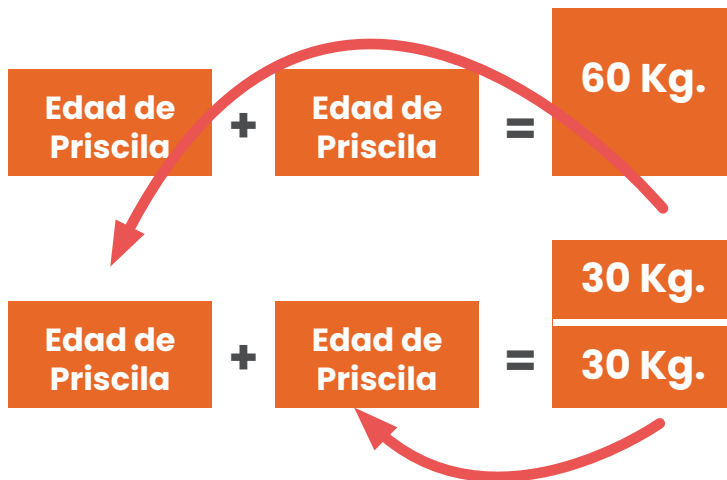 Edad de
Priscila
+
Edad de
Priscila
=
60 Kg.
Edad de
Priscila
+
Edad de
Priscila
=
30 Kg.
30 Kg.